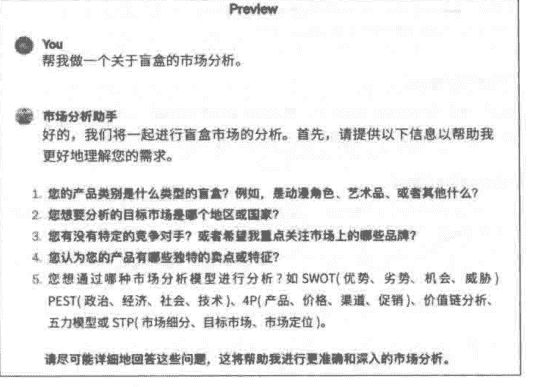 Preview
You
帮我做一个关于盲盒的市场分析。
市场分析助手
好的，我们将一起进行盲盒市场的分析。首先，请提供以下信息以帮助我
更好地理解您的需求。
1. 您的产品类别是什么类型的盲盒？例如，是动漫角色、艺术品、或者其他什么？
2. 您想要分析的目标市场是哪个地区或国家？
3. 您有没有特定的竞争对手？或者希望我重点关注市场上的哪些品牌？
4. 您认为您的产品有哪些独特的卖点或特征？
5. 您想通过哪种市场分析模型进行分析？如 SWOT(优势、劣势、机会、威胁)
PEST(政治、经济、社会、技术)、4P(产品、价格、渠道、促销)、价值链分析、
五力模型或 STP(市场细分、目标市场、市场定位)。
请尽可能详细地回答这些问题，这将帮助我进行更准确和深入的市场分析。